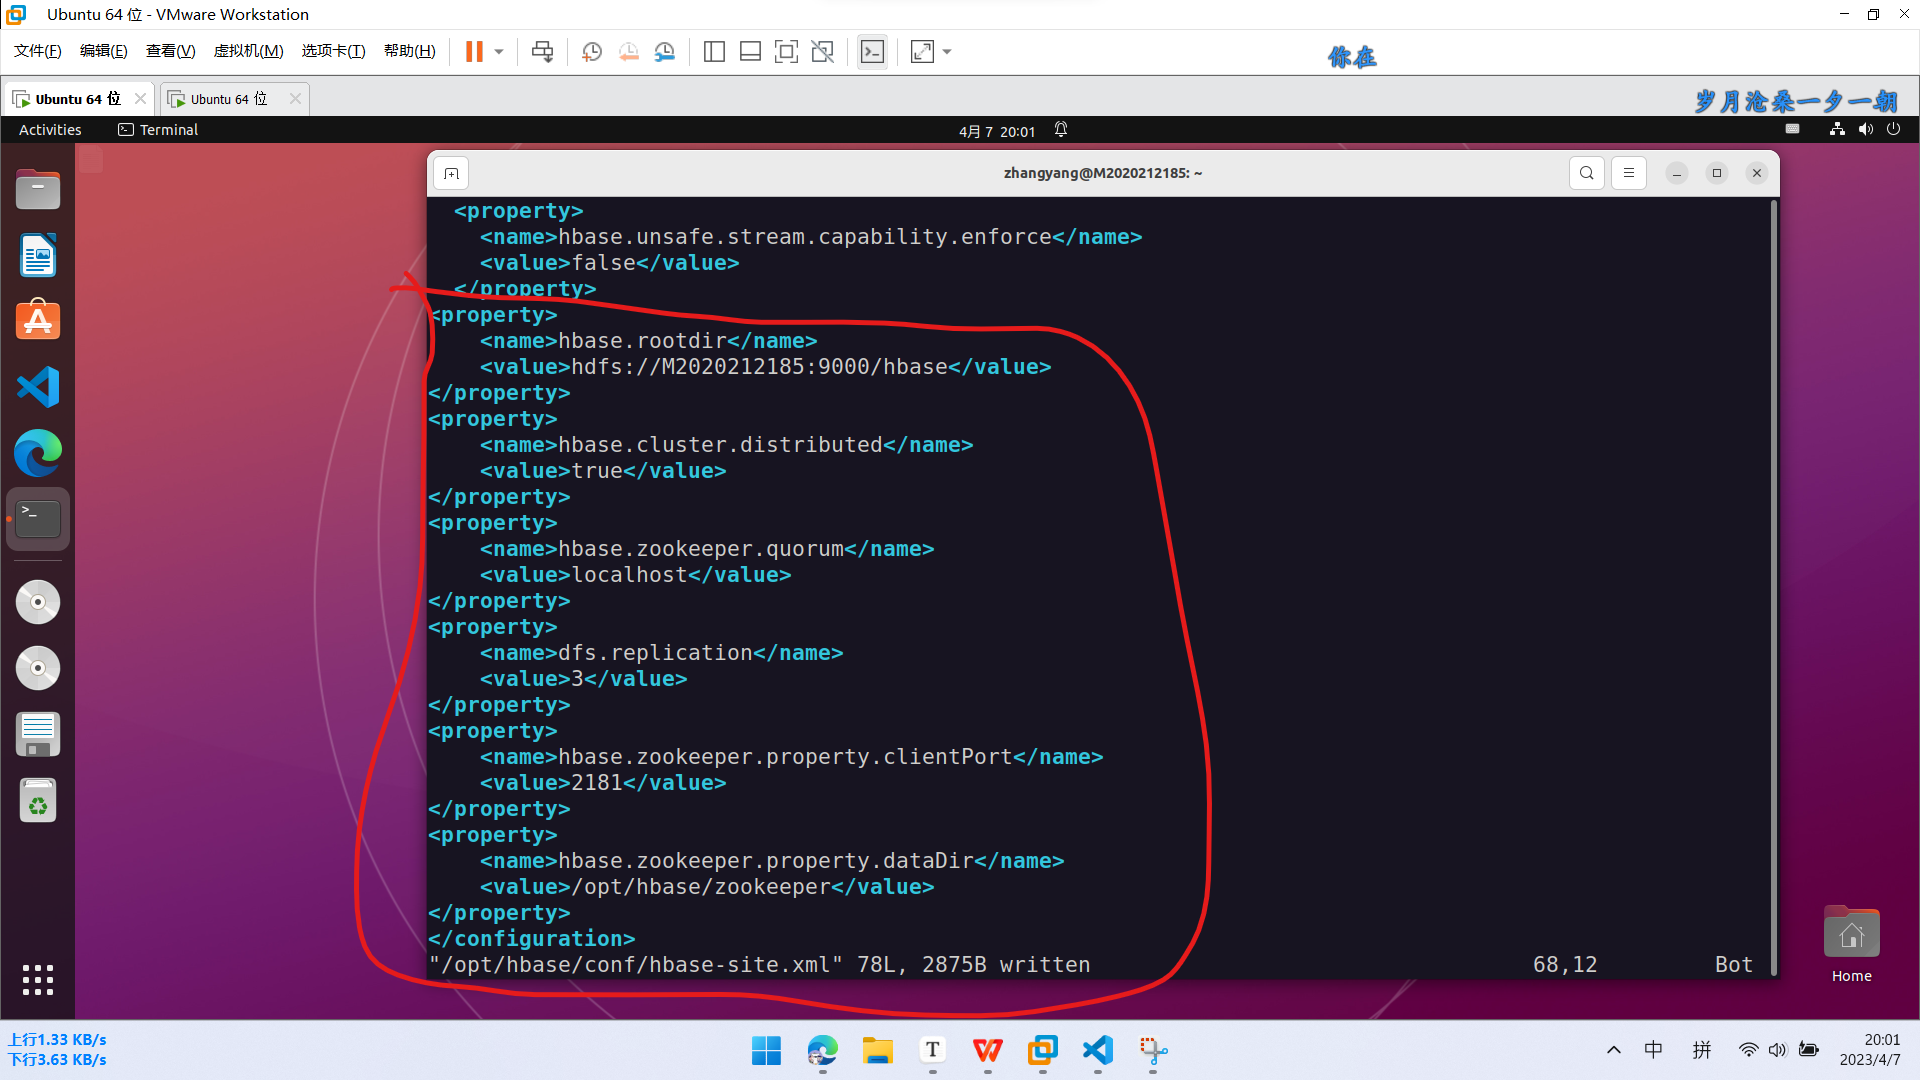 Ubuntu 64 位 - VMware Workstation
文件(F) 编辑(E) 查看(V) 虚拟机(M) 选项卡(T) 帮助(H)
你在
Ubuntu 64 位 Ubuntu 64 位
岁月沧桑一夕一朝
Activities Terminal 4月 7 20:01
zhangyang@M2020212185: ~
<property>
<name>hbase.unsafe.stream.capability.enforce</name>
<value>false</value>
</property>
<property>
<name>hbase.rootdir</name>
<value>hdfs://M2020212185:9000/hbase</value>
</property>
<property>
<name>hbase.cluster.distributed</name>
<value>true</value>
</property>
<property>
<name>hbase.zookeeper.quorum</name>
<value>localhost</value>
</property>
<property>
<name>dfs.replication</name>
<value>3</value>
</property>
<property>
<name>hbase.zookeeper.property.clientPort</name>
<value>2181</value>
</property>
<property>
<name>hbase.zookeeper.property.dataDir</name>
<value>/opt/hbase/zookeeper</value>
</property>
</configuration>
"/opt/hbase/conf/hbase-site.xml" 78L, 2875B written 68,12 Bot
Home
上行1.33 KB/s
下行3.63 KB/s
中 拼
20:01
2023/4/7